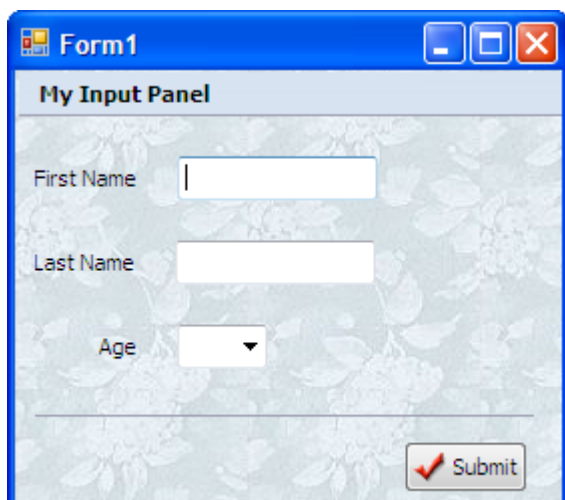 Form1
My Input Panel
First Name
Last Name
Age
Submit